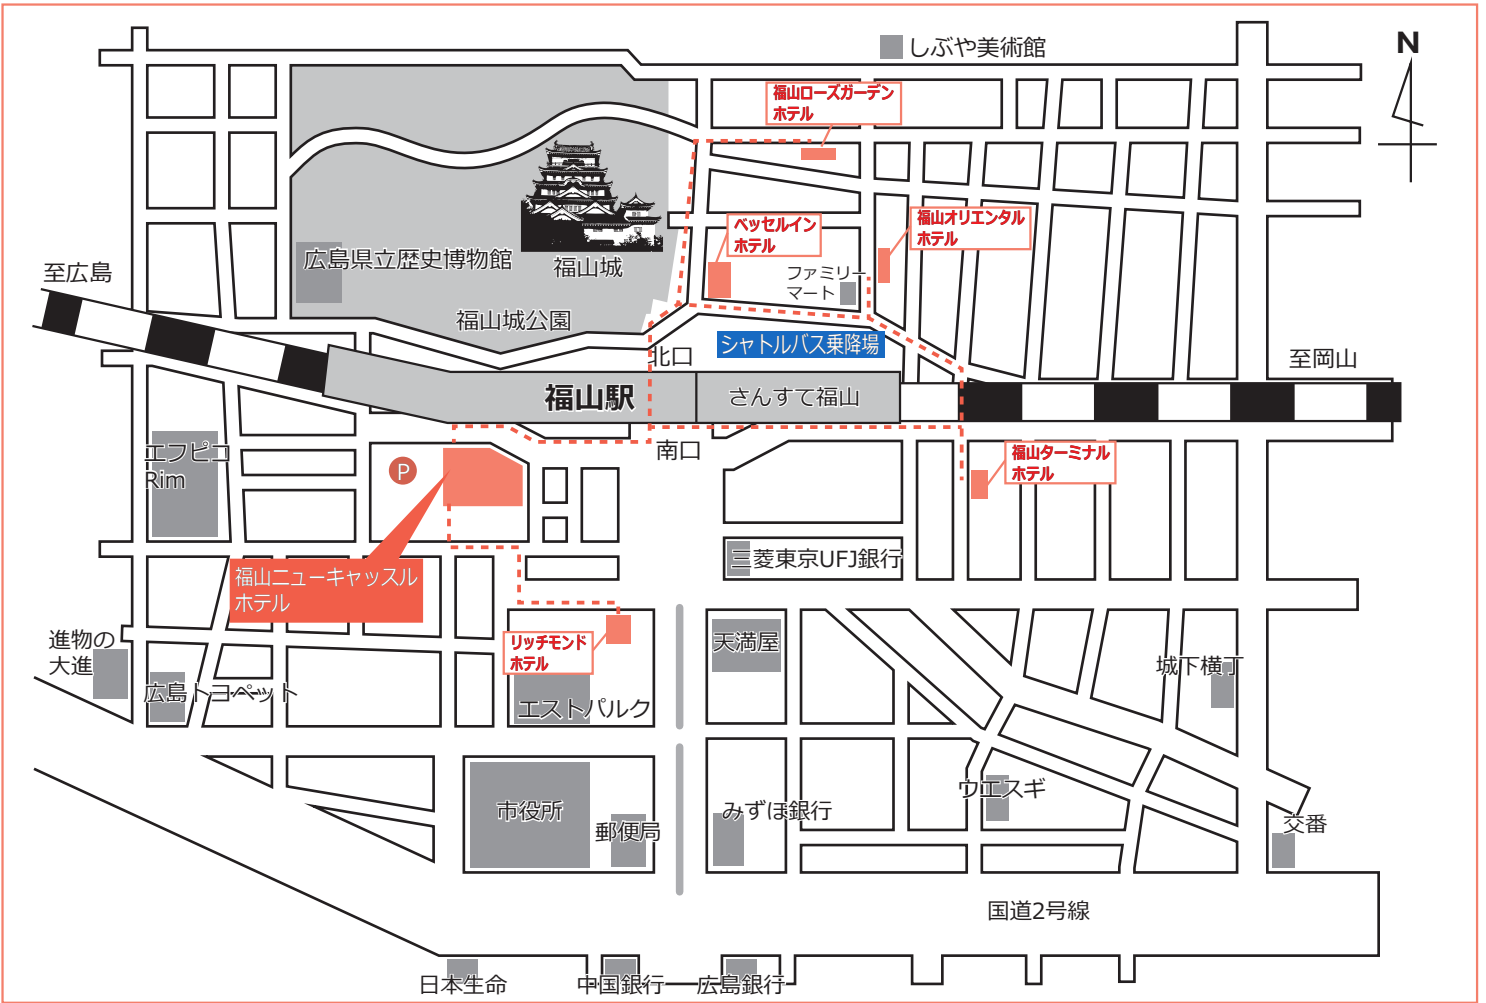 しぶや美術館
N
福山ローズガーデン
ホテル
福山オリエンタル
ホテル
ベッセルイン
ホテル
広島県立歴史博物館
福山城
至広島
ファミリー
マート
福山城公園
シャトルバス乗降場
北口
至岡山
福山駅
さんすて福山
南口
エフピコ
Rim
P
福山ターミナル
ホテル
三菱東京UFJ銀行
福山ニューキャッスル
ホテル
進物の
大進
リッチモンド
ホテル
天満屋
城下横丁
広島トヨペット
エストパルク
ウエスギ
市役所
郵便局
みずほ銀行
交番
国道2号線
日本生命
中国銀行
広島銀行